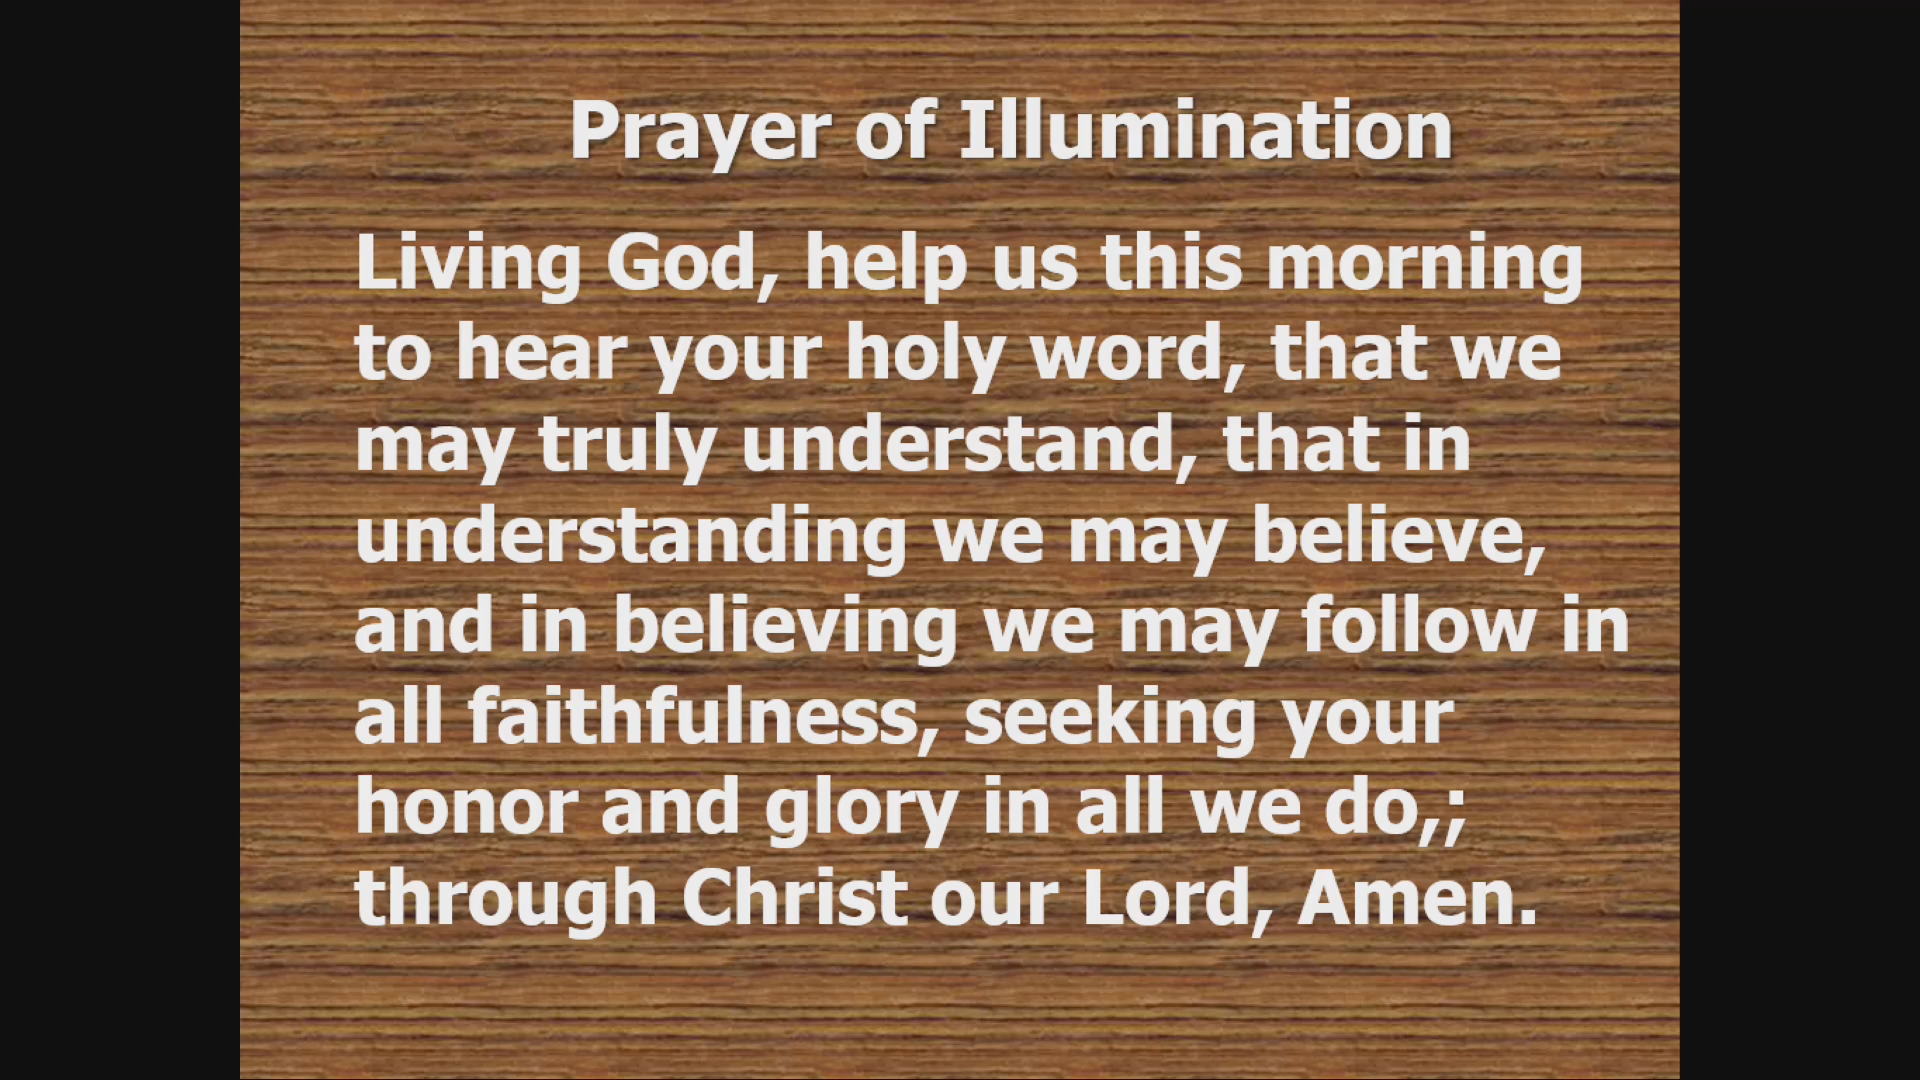 Prayer of Illumination
Living God, help us this morning
to hear your holy word, that we
may truly understand, that in
understanding we may believe,
and in believing we may follow in
all faithfulness, seeking your
honor and glory in all we do,;
through Christ our Lord, Amen.